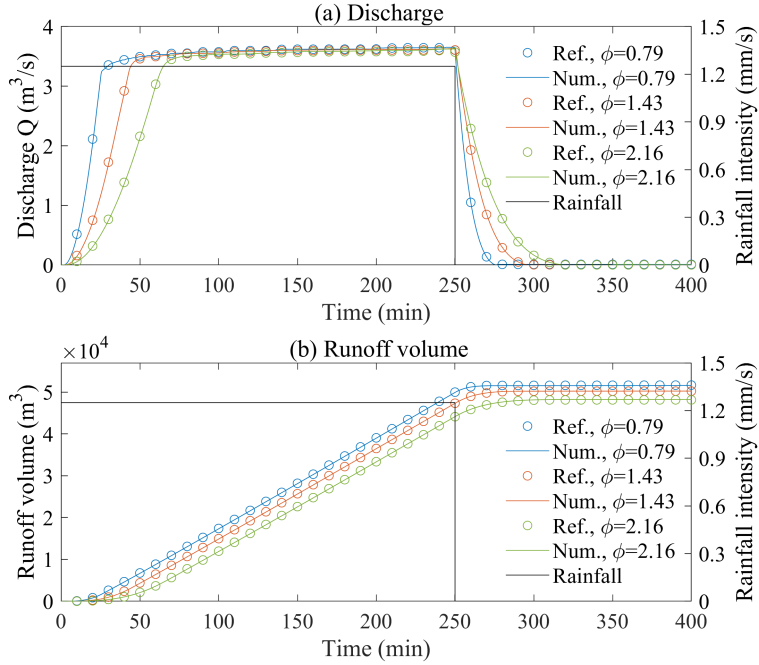 (a) Discharge
4
3
2
1
0
Discharge Q (m³/s)
1.5
1.2
0.9
0.6
0.3
0
Rainfall intensity (mm/s)
Ref., ϕ=0.79
Num., ϕ=0.79
Ref., ϕ=1.43
Num., ϕ=1.43
Ref., ϕ=2.16
Num., ϕ=2.16
Rainfall
0 50 100 150 200 250 300 350 400
Time (min)
(b) Runoff volume
×10⁴
5
4
3
2
1
0
Runoff volume (m³)
1.5
1.2
0.9
0.6
0.3
0
Rainfall intensity (mm/s)
Ref., ϕ=0.79
Num., ϕ=0.79
Ref., ϕ=1.43
Num., ϕ=1.43
Ref., ϕ=2.16
Num., ϕ=2.16
Rainfall
0 50 100 150 200 250 300 350 400
Time (min)